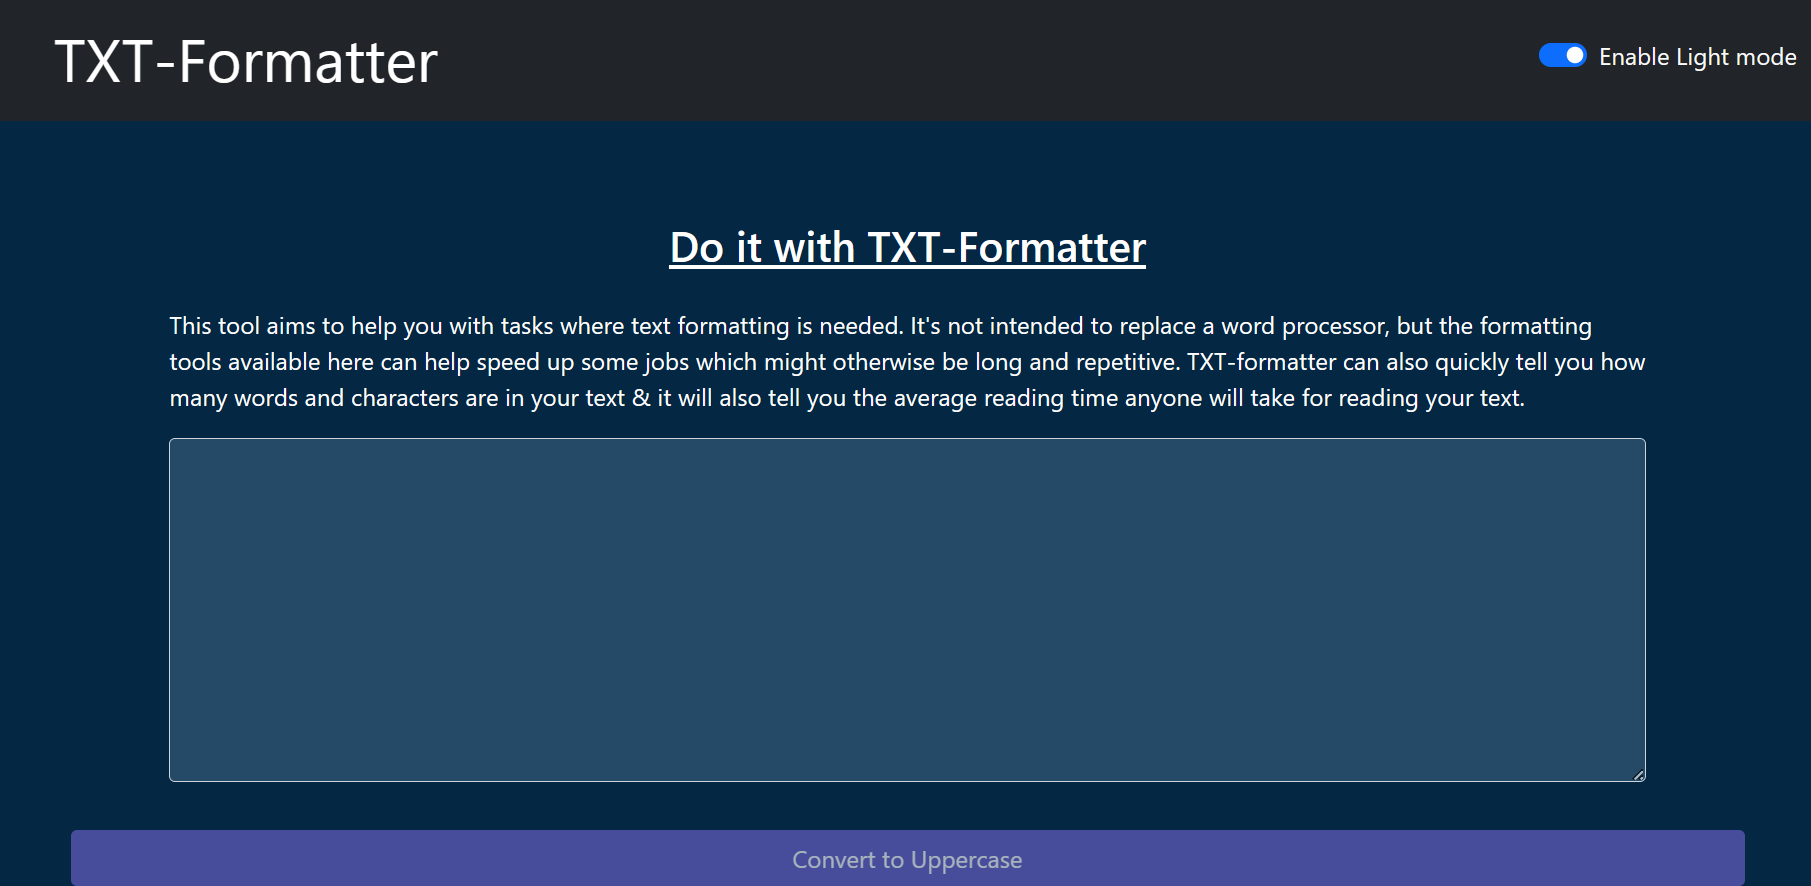 TXT-Formatter
Enable Light mode
Do it with TXT-Formatter
This tool aims to help you with tasks where text formatting is needed. It's not intended to replace a word processor, but the formatting
tools available here can help speed up some jobs which might otherwise be long and repetitive. TXT-formatter can also quickly tell you how
many words and characters are in your text & it will also tell you the average reading time anyone will take for reading your text.
Convert to Uppercase